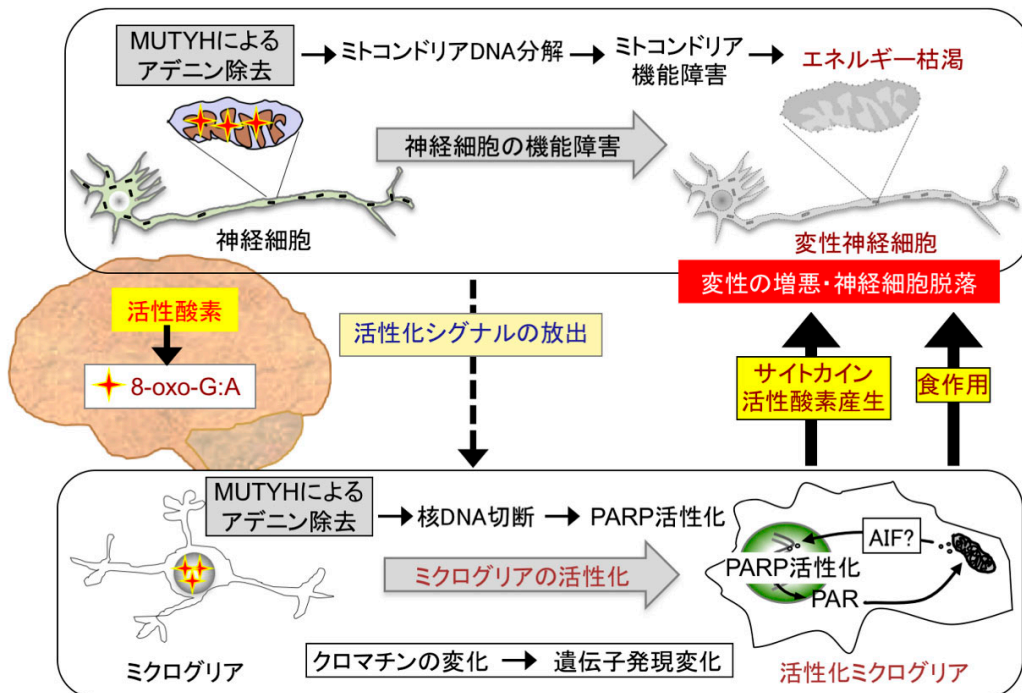 MUTYHによる
アデニン除去
ミトコンドリアDNA分解
ミトコンドリア
機能障害
エネルギー枯渇
神経細胞の機能障害
神経細胞
変性神経細胞
変性の増悪・神経細胞脱落
活性酸素
8-oxo-G:A
活性化シグナルの放出
サイトカイン
活性酸素産生
食作用
MUTYHによる
アデニン除去
核DNA切断
PARP活性化
ミクログリアの活性化
AIF?
PARP活性化
PAR
ミクログリア
クロマチンの変化
遺伝子発現変化
活性化ミクログリア